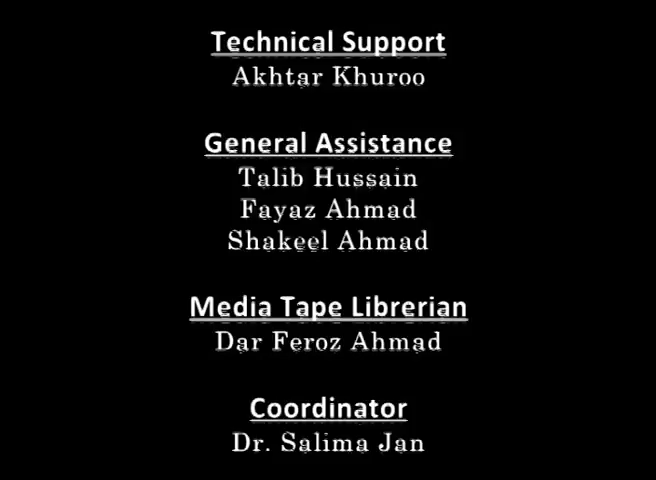 Technical Support
Akhtar Khuroo
General Assistance
Talib Hussain
Fayaz Ahmad
Shakeel Ahmad
Media Tape Librerian
Dar Feroz Ahmad
Coordinator
Dr. Salima Jan